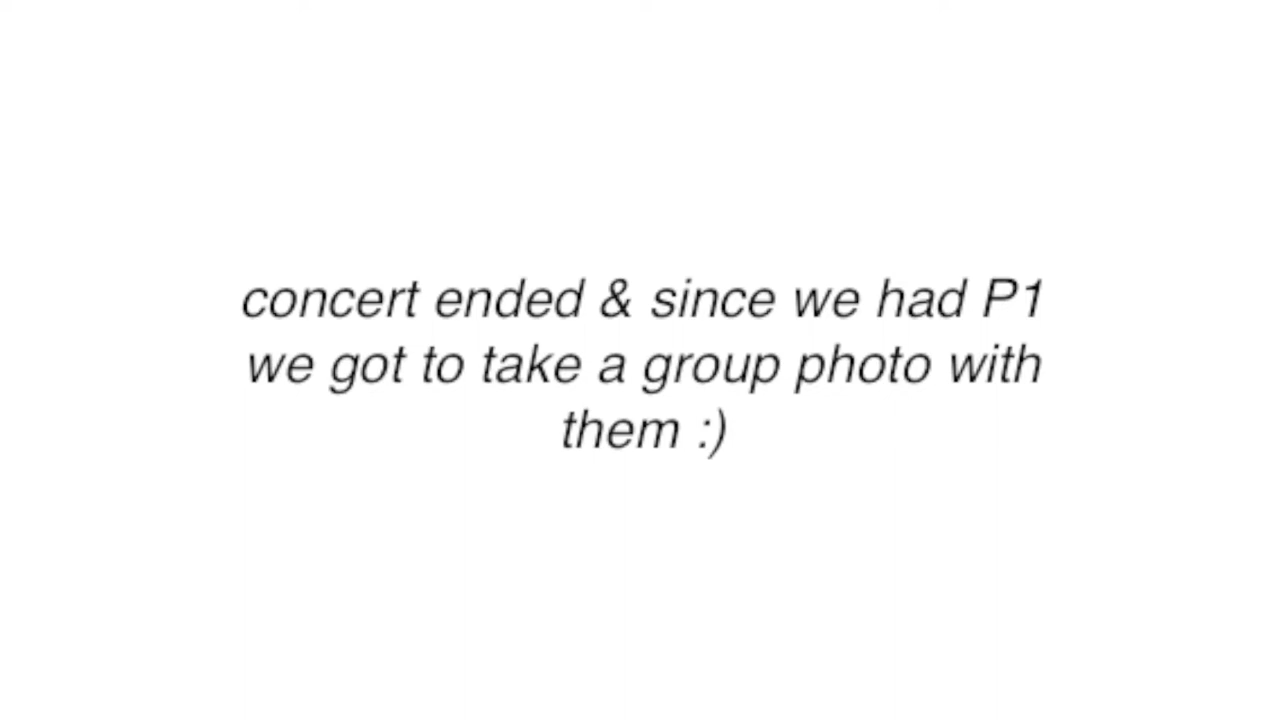 concert ended & since we had P1
we got to take a group photo with
them :)